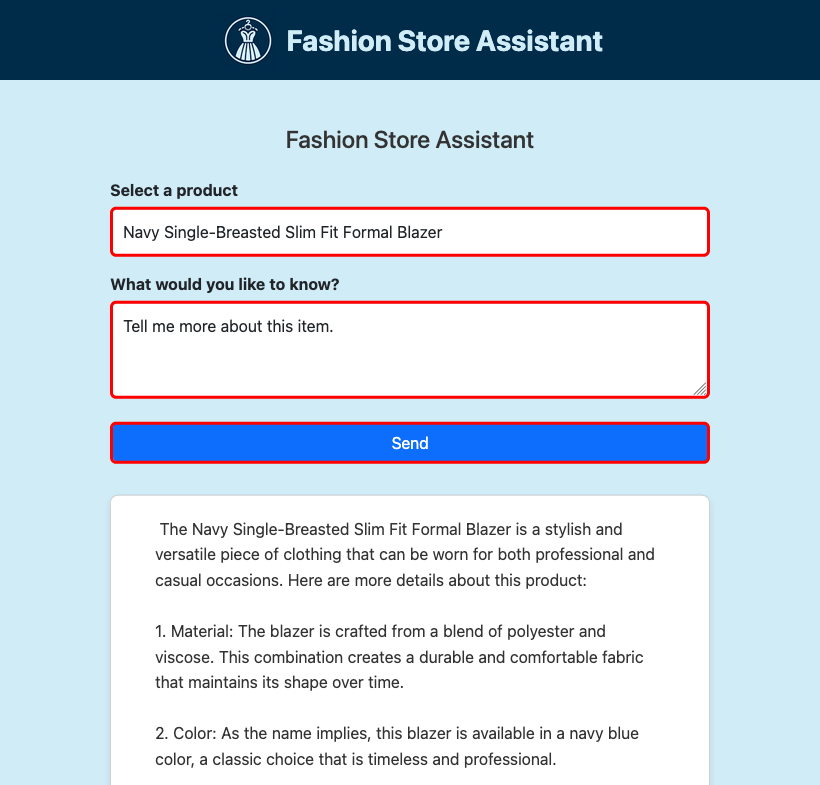 Fashion Store Assistant
Fashion Store Assistant
Select a product
Navy Single-Breasted Slim Fit Formal Blazer
What would you like to know?
Tell me more about this item.
Send
The Navy Single-Breasted Slim Fit Formal Blazer is a stylish and
versatile piece of clothing that can be worn for both professional and
casual occasions. Here are more details about this product:
1. Material: The blazer is crafted from a blend of polyester and
viscose. This combination creates a durable and comfortable fabric
that maintains its shape over time.
2. Color: As the name implies, this blazer is available in a navy blue
color, a classic choice that is timeless and professional.